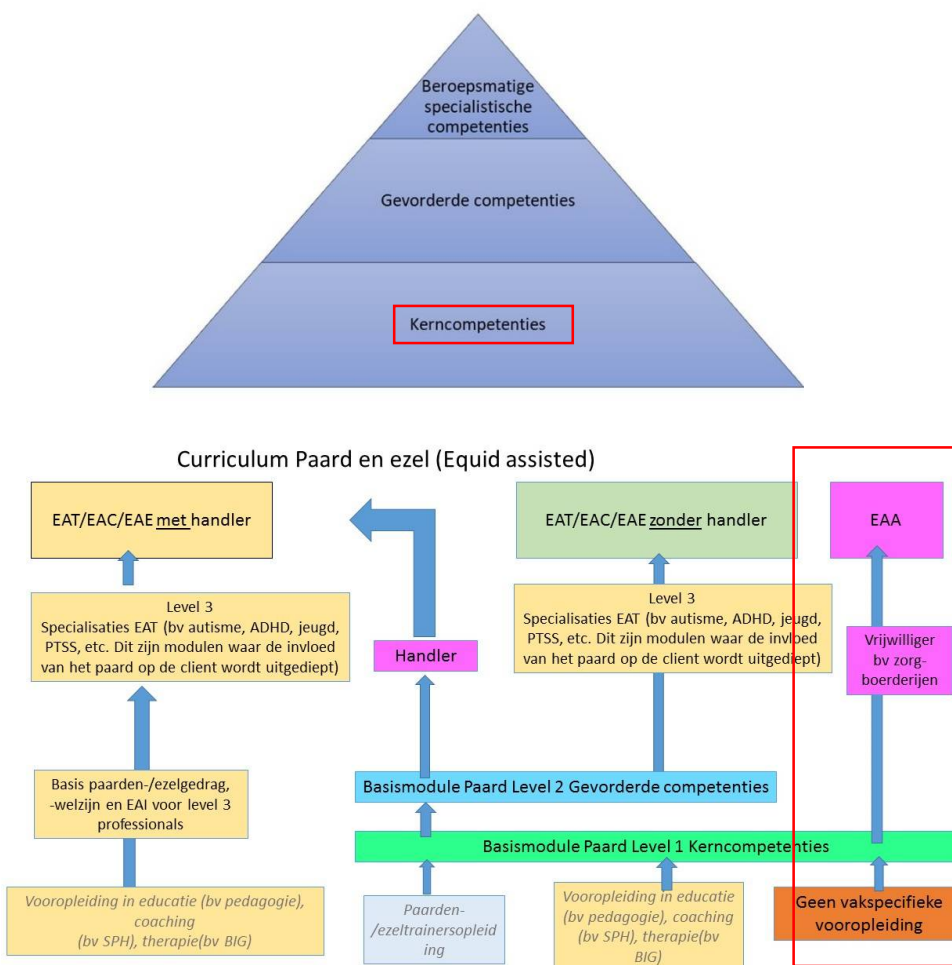 Beroepsmatige
specialistische
competenties
Gevorderde competenties
Kerncompetenties
Curriculum Paard en ezel (Equid assisted)
EAT/EAC/EAE met handler
EAT/EAC/EAE zonder handler
EAA
Level 3
Specialisaties EAT (bv autisme, ADHD, jeugd,
PTSS, etc. Dit zijn modulen waar de invloed
van het paard op de client wordt uitgediept)
Handler
Level 3
Specialisaties EAT (bv autisme, ADHD, jeugd,
PTSS, etc. Dit zijn modulen waar de invloed
van het paard op de client wordt uitgediept)
Vrijwilliger
bv zorg-
boerderijen
Basis paarden-/ezelgedrag,
-welzijn en EAI voor level 3
professionals
Basismodule Paard Level 2 Gevorderde competenties
Basismodule Paard Level 1 Kerncompetenties
Vooropleiding in educatie (bv pedagogie),
coaching
(bv SPH), therapie(bv BIG)
Paarden-
/ezeltrainersopleid
ing
Vooropleiding in educatie
(bv pedagogie), coaching
(bv SPH), therapie(bv
BIG)
Geen vakspecifieke
vooropleiding